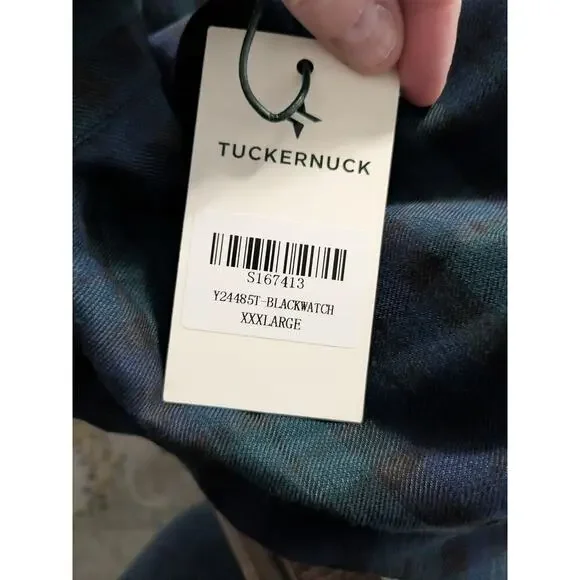 TUCKERNUCK
S167413
Y24485T-BLACKWATCH
XXXLARGE